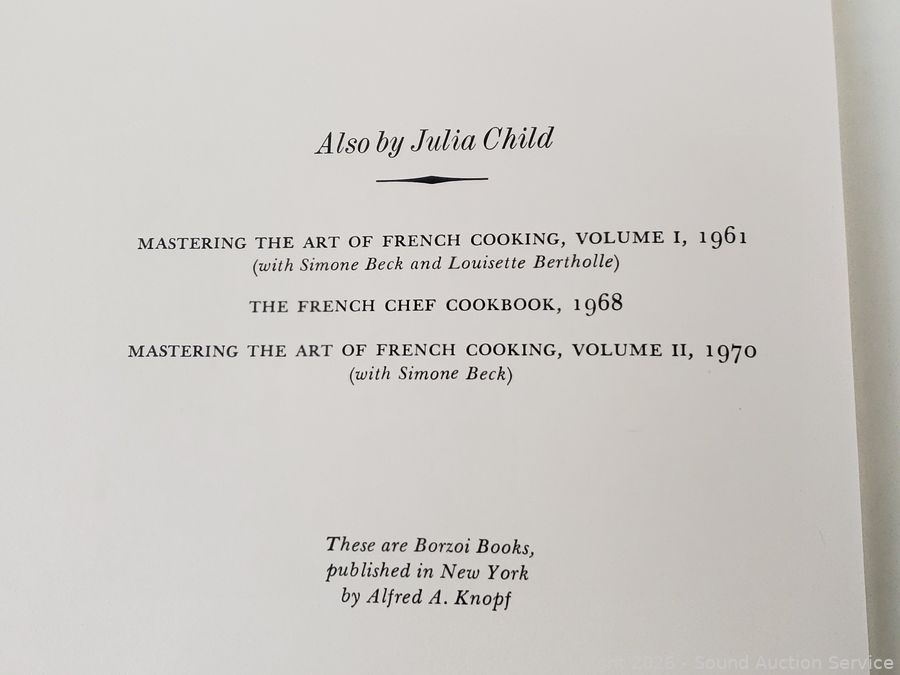 Also by Julia Child
MASTERING THE ART OF FRENCH COOKING, VOLUME I, 1961
(with Simone Beck and Louisette Bertholle)
THE FRENCH CHEF COOKBOOK, 1968
MASTERING THE ART OF FRENCH COOKING, VOLUME II, 1970
(with Simone Beck)
These are Borzoi Books,
published in New York
by Alfred A. Knopf
2026 - Sound Auction Service